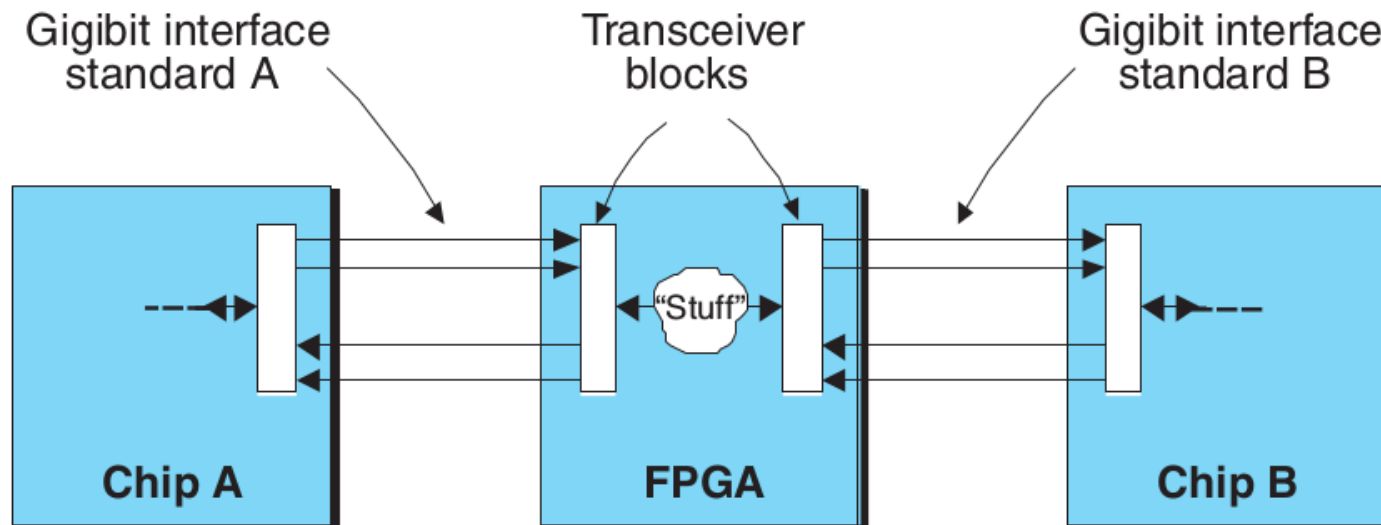 Gigibit interface
standard A
Transceiver
blocks
Gigibit interface
standard B
“Stuff”
Chip A
FPGA
Chip B